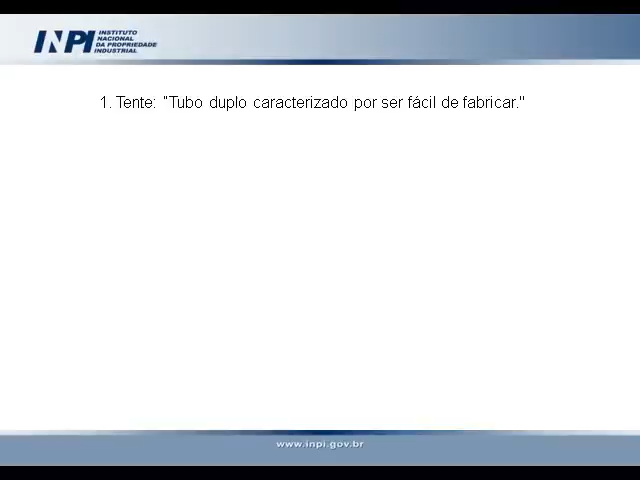 INPI
INSTITUTO
NACIONAL
DA PROPRIEDADE
INDUSTRIAL
1. Tente: "Tubo duplo caracterizado por ser fácil de fabricar."
www.inpi.gov.br